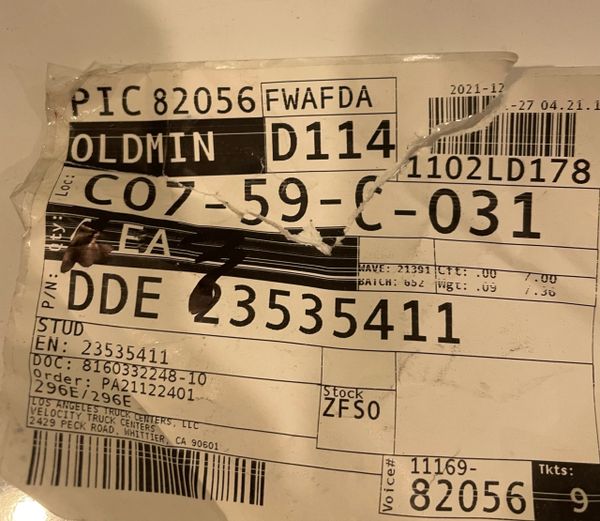 PIC 82056 FWAFDA
2021-12 -27 04.21.1
OLDMIN D114
1102LD178
Loc: C07-59-C-031
Qty: EA
WAVE: 21391 Cft: .00 7.00
BATCH: 652 Wgt: .09 7.36
P/N: DDE 23535411
STUD
EN: 23535411
DOC: 8160332248-10
Order: PA21122401
296E/296E
Stock
ZFSO
LOS ANGELES TRUCK CENTERS, LLC
VELOCITY TRUCK CENTERS
2429 PECK ROAD, WHITTIER, CA 90601
Voice# 11169-
82056
Tkts:
9